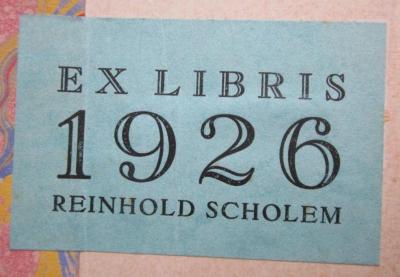 EX LIBRIS
1926
REINHOLD SCHOLEM